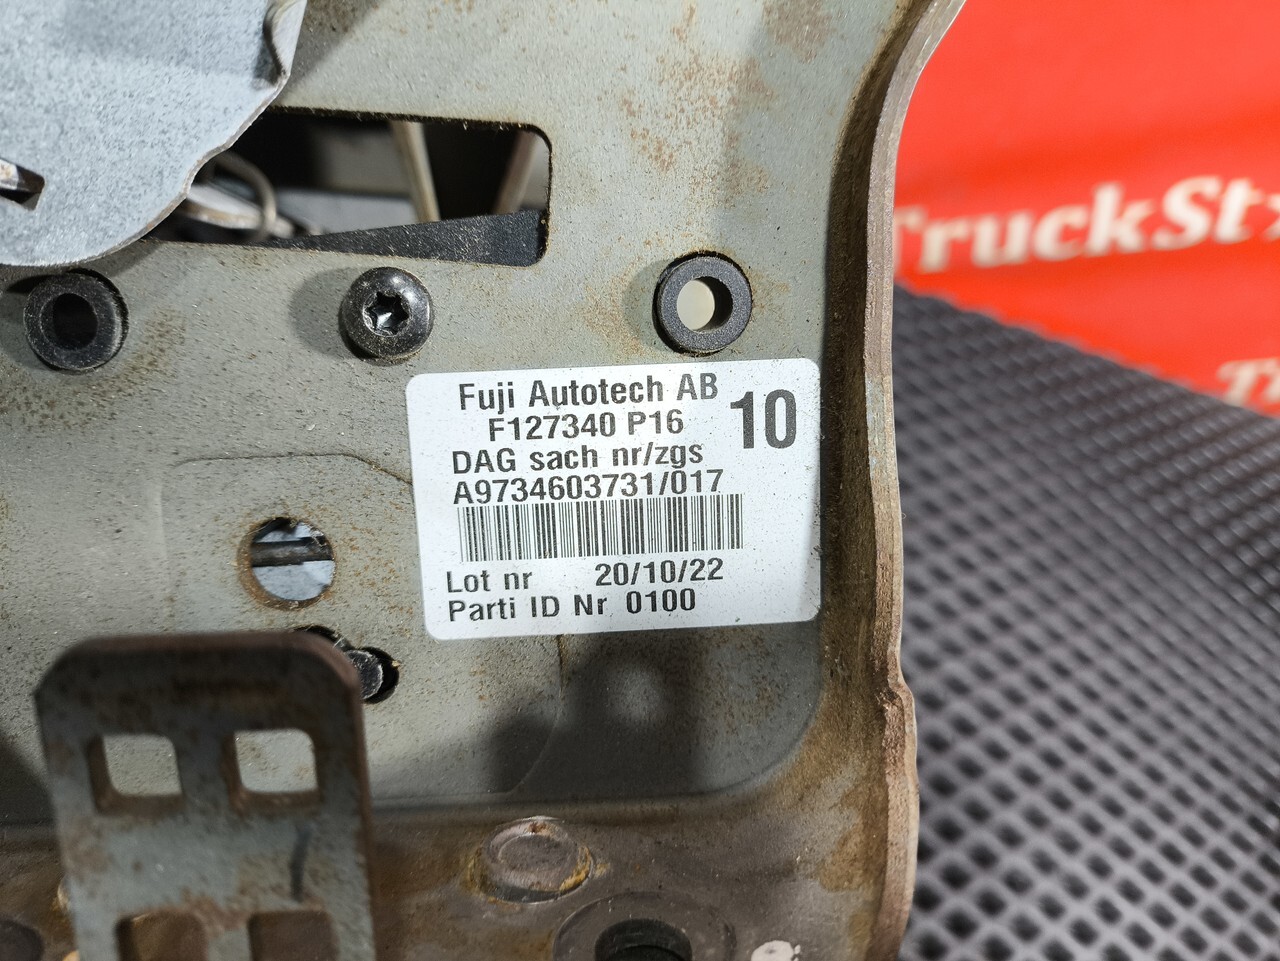 Fuji Autotech AB
F127340 P16
10
DAG sach nr/zgs
A9734603731/017
Lot nr 20/10/22
Parti ID Nr 0100